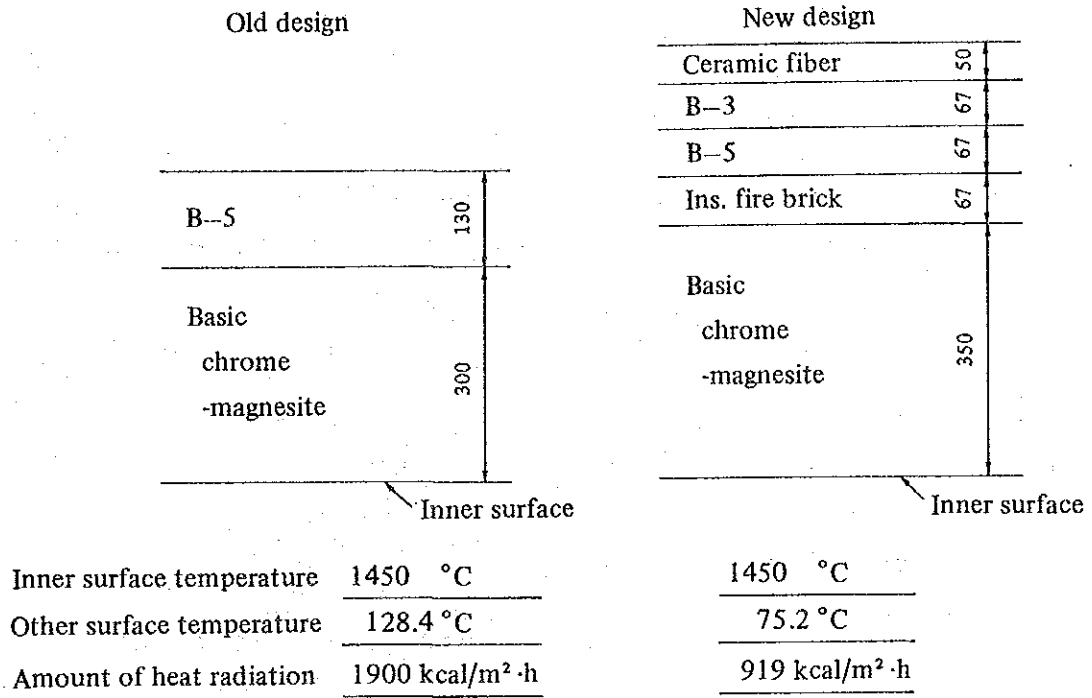 Old design
B--5
130
Basic
chrome
-magnesite
300
Inner surface
New design
Ceramic fiber
50
B--3
67
B--5
67
Ins. fire brick
67
Basic
chrome
-magnesite
350
Inner surface
Inner surface temperature 1450 °C 1450 °C
Other surface temperature 128.4 °C 75.2 °C
Amount of heat radiation 1900 kcal/m² ·h 919 kcal/m² ·h